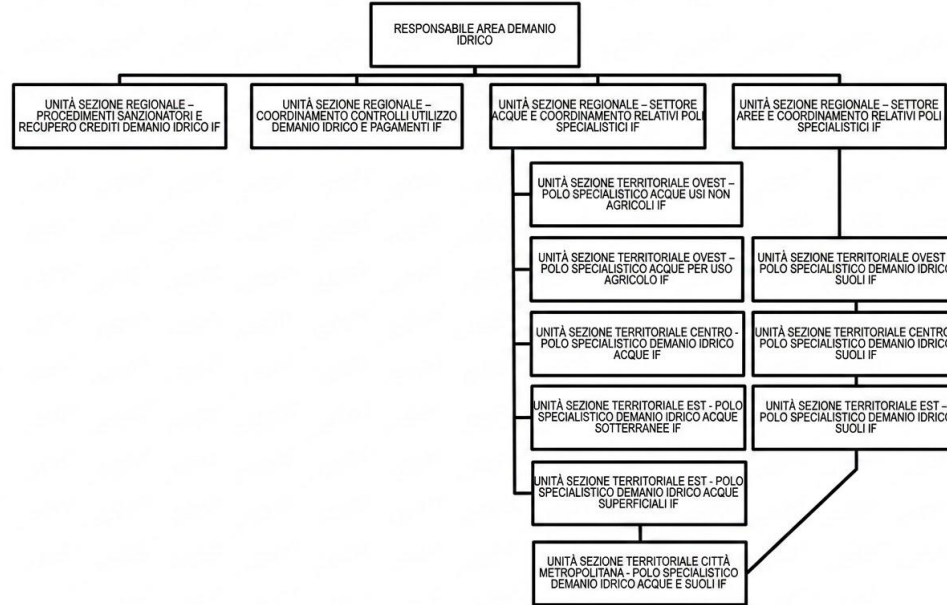 RESPONSABILE AREA DEMANIO
IDRICO
UNITÀ SEZIONE REGIONALE –
PROCEDIMENTI SANZIONATORI E
RECUPERO CREDITI DEMANIO IDRICO IF
UNITÀ SEZIONE REGIONALE –
COORDINAMENTO CONTROLLI UTILIZZO
DEMANIO IDRICO E PAGAMENTI IF
UNITÀ SEZIONE REGIONALE – SETTORE
ACQUE E COORDINAMENTO RELATIVI POLI
SPECIALISTICI IF
UNITÀ SEZIONE REGIONALE – SETTORE
AREE E COORDINAMENTO RELATIVI POLI
SPECIALISTICI IF
UNITÀ SEZIONE TERRITORIALE OVEST –
POLO SPECIALISTICO ACQUE USI NON
AGRICOLI IF
UNITÀ SEZIONE TERRITORIALE OVEST –
POLO SPECIALISTICO ACQUE PER USO
AGRICOLO IF
UNITÀ SEZIONE TERRITORIALE CENTRO -
POLO SPECIALISTICO DEMANIO IDRICO
ACQUE IF
UNITÀ SEZIONE TERRITORIALE EST - POLO
SPECIALISTICO DEMANIO IDRICO ACQUE
SOTTERRANEE IF
UNITÀ SEZIONE TERRITORIALE EST - POLO
SPECIALISTICO DEMANIO IDRICO ACQUE
SUPERFICIALI IF
UNITÀ SEZIONE TERRITORIALE CITTÀ
METROPOLITANA - POLO SPECIALISTICO
DEMANIO IDRICO ACQUE E SUOLI IF
UNITÀ SEZIONE TERRITORIALE OVEST
POLO SPECIALISTICO DEMANIO IDRICO
SUOLI IF
UNITÀ SEZIONE TERRITORIALE CENTRO
POLO SPECIALISTICO DEMANIO IDRICO
SUOLI IF
UNITÀ SEZIONE TERRITORIALE EST –
POLO SPECIALISTICO DEMANIO IDRICO
SUOLI IF